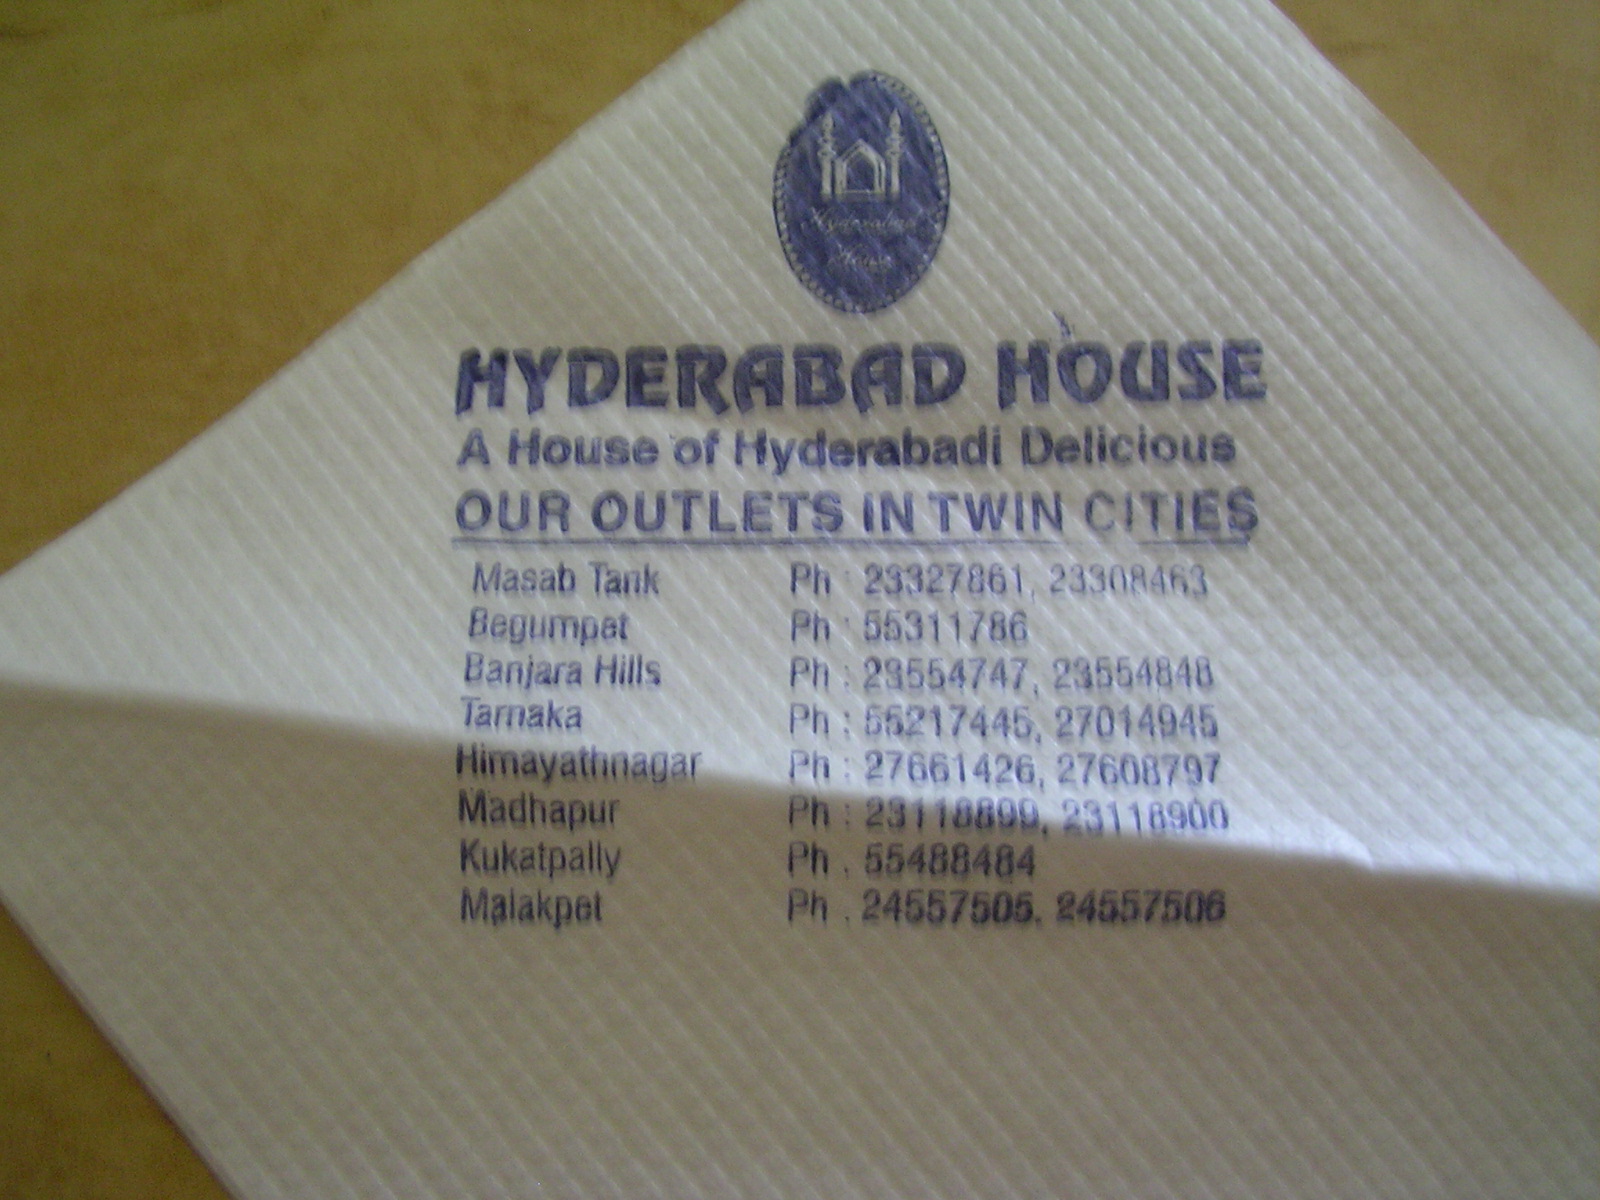 Hyderabad
House
HYDERABAD HOUSE
A House of Hyderabadi Delicious
OUR OUTLETS IN TWIN CITIES
Masab Tank Ph : 23327861, 23308463
Begumpet Ph : 55311786
Banjara Hills Ph : 23554747, 23554848
Tarnaka Ph : 55217445, 27014945
Himayathnagar Ph : 27661426, 27608797
Madhapur Ph : 23118899, 23118900
Kukatpally Ph . 55488484
Malakpet Ph . 24557505. 24557506